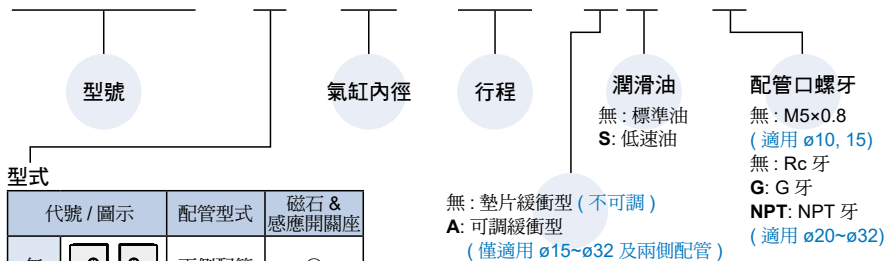 型號
氣缸內徑
行程
潤滑油
無 : 標準油
S: 低速油
配管口螺牙
無 : M5×0.8
( 適用 ø10, 15)
無 : Rc 牙
G: G 牙
NPT: NPT 牙
( 適用 ø20~ø32)
無 : 墊片緩衝型 ( 不可調 )
A: 可調緩衝型
( 僅適用 ø15~ø32 及兩側配管 )
型式
代號 / 圖示
配管型式
磁石 &
感應開關座